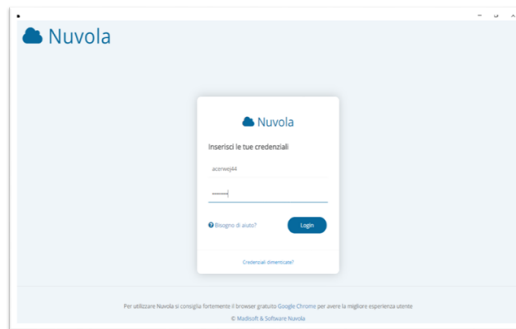 Nuvola
Nuvola
Inserisci le tue credenziali
Bisogno di aiuto?
Login
Credenziali dimenticate?
Per utilizzare Nuvola si consiglia fortemente il browser gratuito Google Chrome per avere la migliore esperienza utente
© Madisoft & Software Nuvola